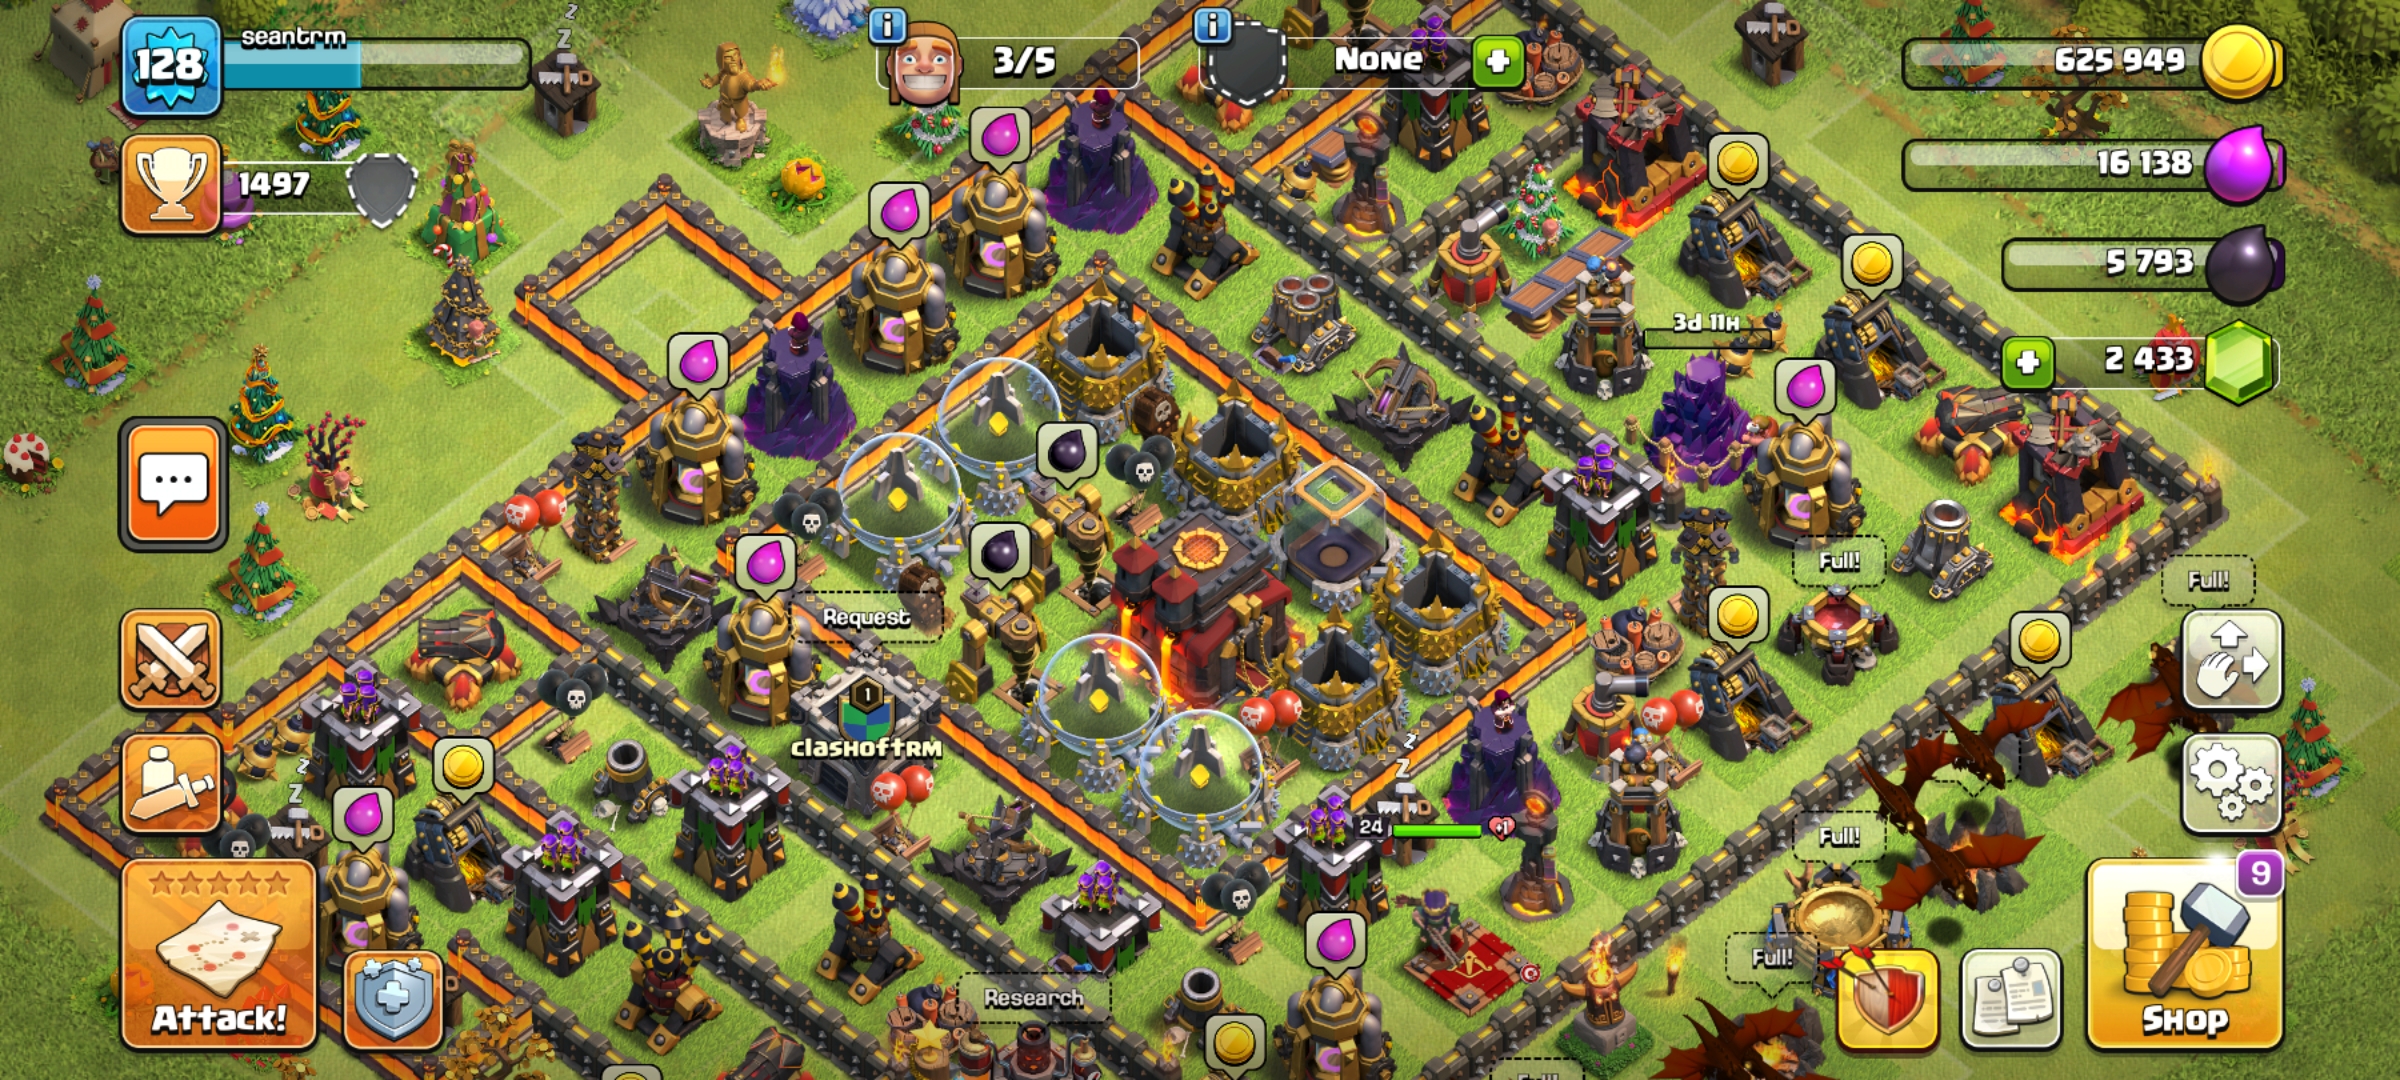 128
seantrm
3/5
None
625 949
1497
16 138
5 793
3d 11h
2 433
Full!
Full!
Request
1
clashoftrm
24
+1
Full!
9
Full!
Research
Attack!
Shop
z
z
z
z
z
z